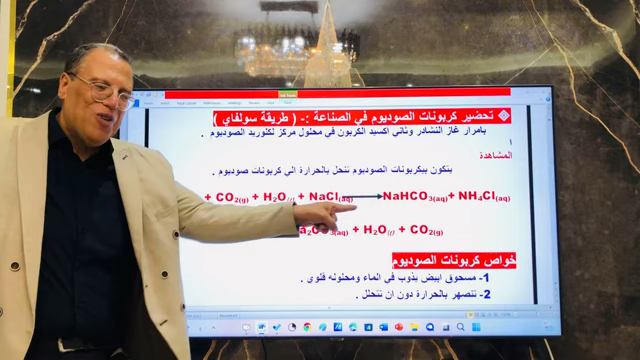 ❖ تحضير كربونات الصوديوم في الصناعة :- ( طريقة سولفاي )
بامرار غاز النشادر وثاني اكسيد الكربون في محلول مركز لكلوريد الصوديوم .
المشاهدة
يتكون بيكربونات الصوديوم تنحل بالحرارة الي كربونات صوديوم .
+ CO2(g) + H2O(l) + NaCl(aq) → NaHCO3(aq) + NH4Cl(aq)
+ H2O(l) + CO2(g)
خواص كربونات الصوديوم
1- مسحوق ابيض يذوب في الماء ومحلوله قلوي .
2- تنصهر بالحرارة دون ان تتحلل .